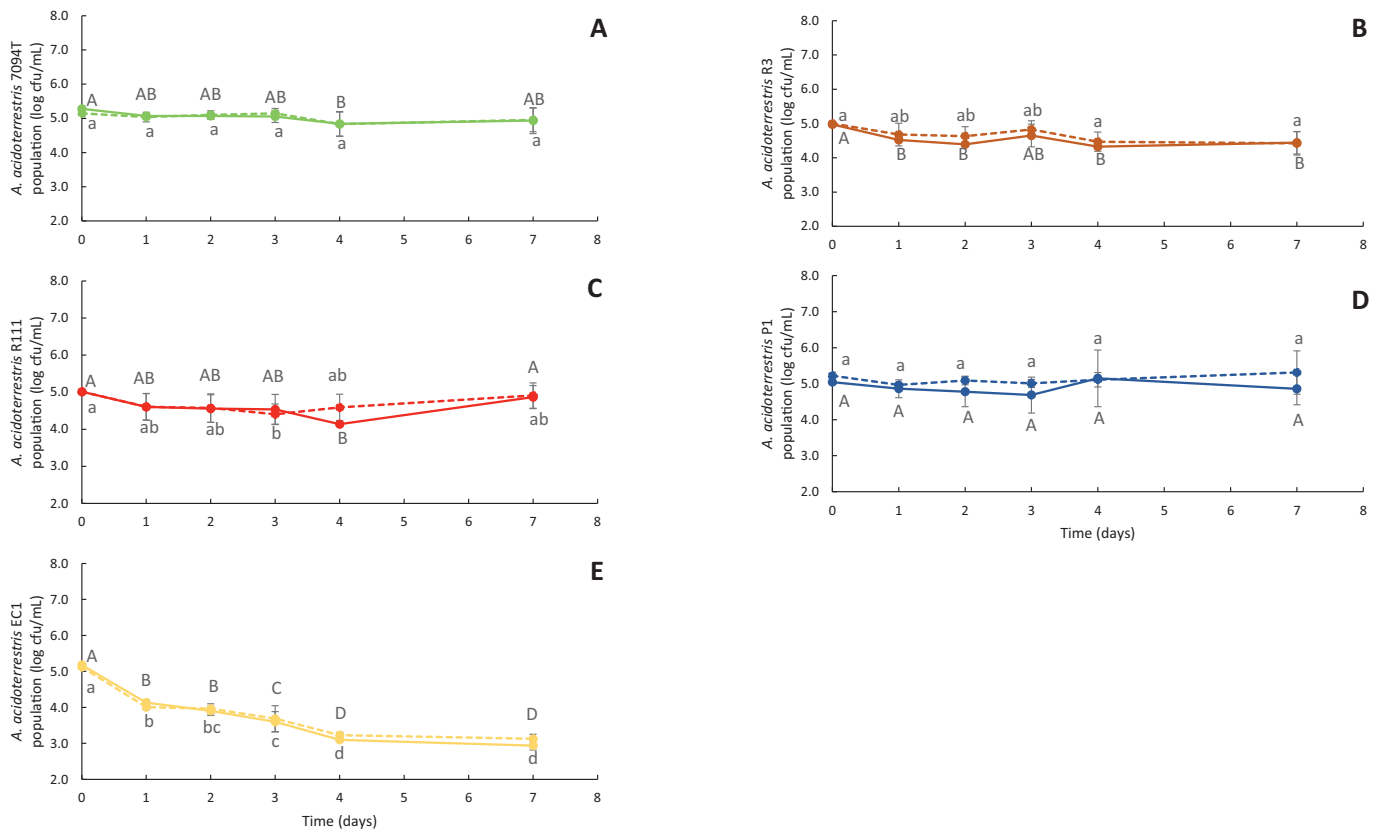 A
A. acidoterrestris 7094T
population (log cfu/mL)
8.0
7.0
6.0
5.0
4.0
3.0
2.0
A AB AB AB B AB
a a a a a a
0 1 2 3 4 5 6 7 8
B
A. acidoterrestris R3
population (log cfu/mL)
8.0
7.0
6.0
5.0
4.0
3.0
2.0
a ab ab ab a a
A B B AB B B
0 1 2 3 4 5 6 7 8
C
A. acidoterrestris R111
population (log cfu/mL)
8.0
7.0
6.0
5.0
4.0
3.0
2.0
A AB AB AB ab A
a ab ab b B ab
0 1 2 3 4 5 6 7 8
D
A. acidoterrestris P1
population (log cfu/mL)
8.0
7.0
6.0
5.0
4.0
3.0
2.0
a a a a a a
A A A A A A
0 1 2 3 4 5 6 7 8
Time (days)
E
A. acidoterrestris EC1
population (log cfu/mL)
8.0
7.0
6.0
5.0
4.0
3.0
2.0
A B B C D D
a b bc c d d
0 1 2 3 4 5 6 7 8
Time (days)